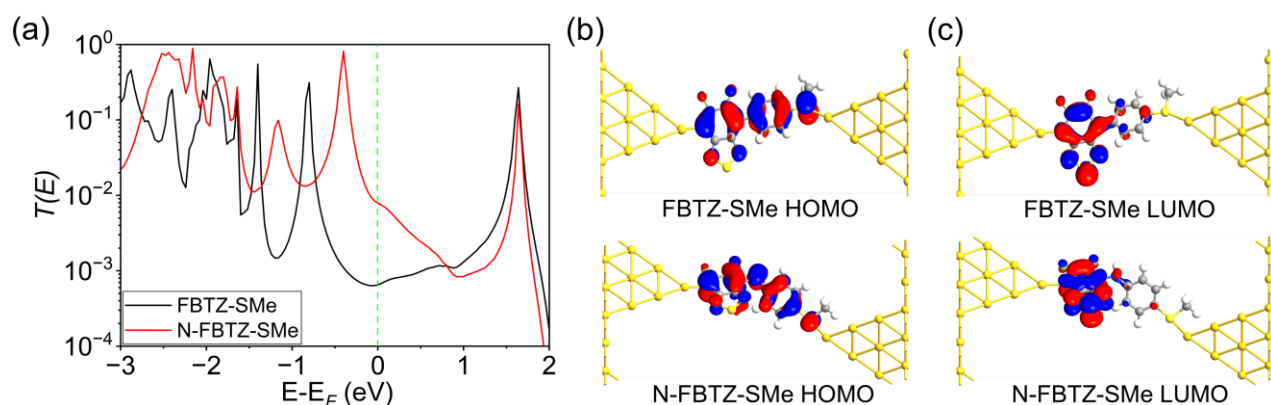 (a)
T(E)
10^0
10^-1
10^-2
10^-3
10^-4
FBTZ-SMe
N-FBTZ-SMe
−3 −2 −1 0 1 2
E-E_F (eV)
(b)
FBTZ-SMe HOMO
N-FBTZ-SMe HOMO
(c)
FBTZ-SMe LUMO
N-FBTZ-SMe LUMO